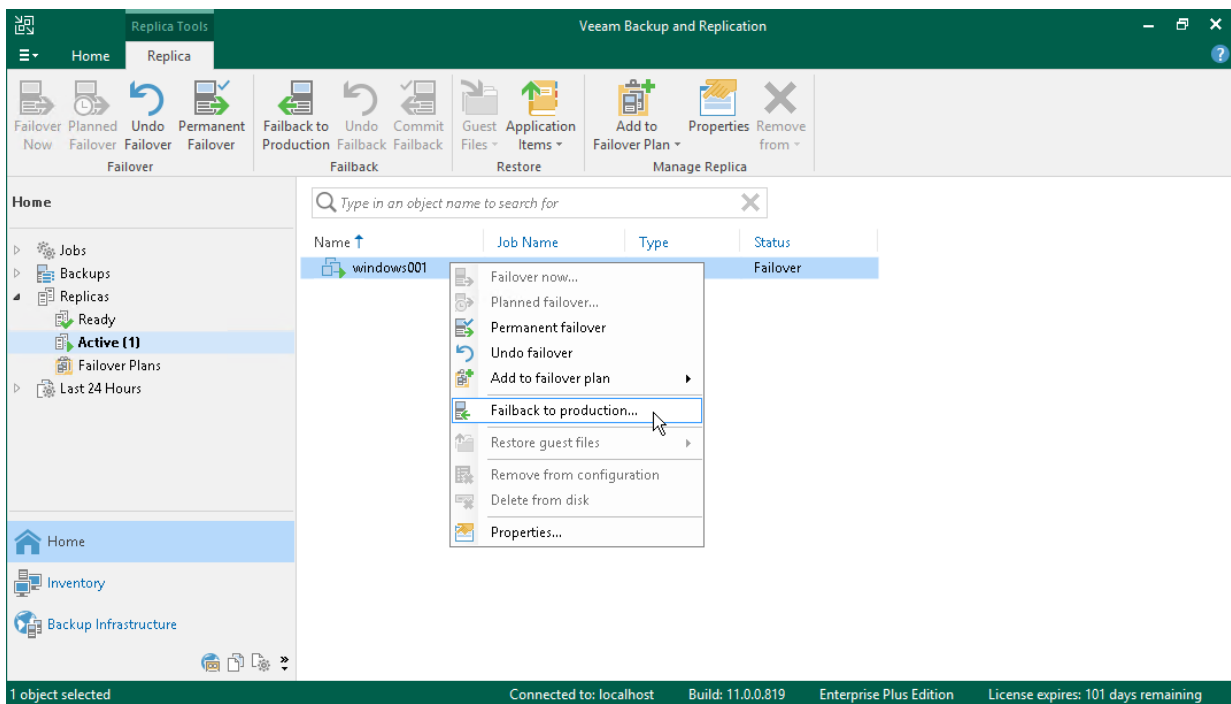 Replica Tools
Veeam Backup and Replication
Home Replica
Failover Now
Planned Failover
Undo Failover
Permanent Failover
Failback to Production
Undo Failback
Commit Failback
Guest Files
Application Items
Add to Failover Plan
Properties
Remove from
Failover
Failback
Restore
Manage Replica
Home
Type in an object name to search for
Jobs
Backups
Replicas
Ready
Active (1)
Failover Plans
Last 24 Hours
Name Job Name Type Status
windows001 Failover
Failover now...
Planned failover...
Permanent failover
Undo failover
Add to failover plan
Failback to production...
Restore guest files
Remove from configuration
Delete from disk
Properties...
Home
Inventory
Backup Infrastructure
1 object selected Connected to: localhost Build: 11.0.0.819 Enterprise Plus Edition License expires: 101 days remaining